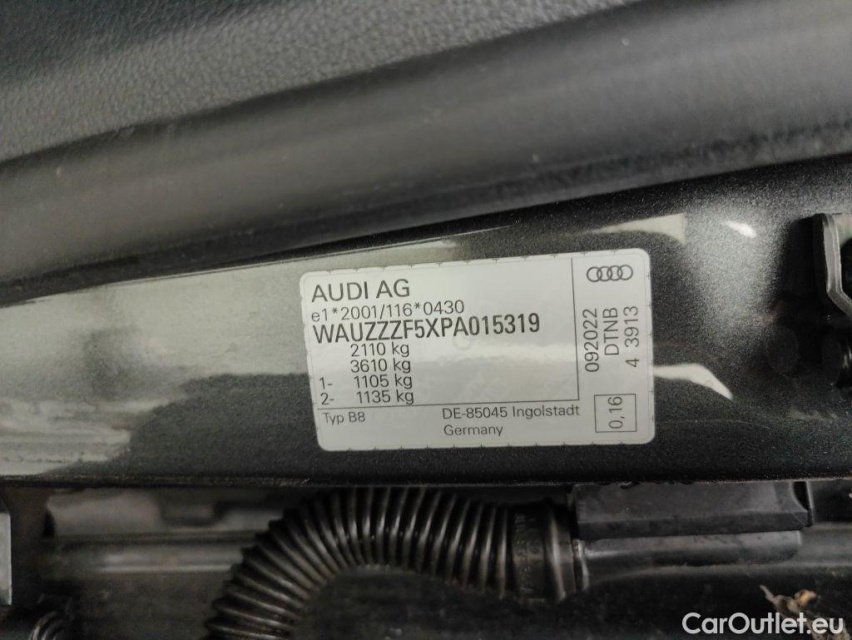 AUDI AG
e1*2001/116*0430
WAUZZZF5XPA015319
2110 kg
3610 kg
1- 1105 kg
2- 1135 kg
Typ B8
DE-85045 Ingolstadt
Germany
092022
DTNB
4 3913
0,16
CarOutlet.eu